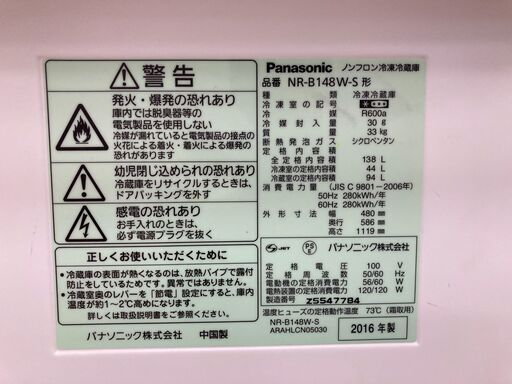 警告
発火・爆発の恐れあり
庫内では脱臭器等の
電気製品を使用しない
冷媒が漏れていると電気製品の接点の
火花による着火・着火による爆発の
恐れあり
幼児閉じ込められの恐れあり
冷蔵庫をリサイクルするときは、
ドアパッキングを外す
感電の恐れあり
お手入れのときは、
必ず電源プラグを抜く
正しくお使いいただくために
・冷蔵庫の表面が熱くなるのは、放熱パイプで露付
防止をしているためです。異常ではありません。
・冷蔵室奥のレバーを「節電」設定にすると、庫内
温度が約1~2℃高めになります。
詳しくは取扱説明書をご参照ください。
パナソニック株式会社 中国製
Panasonic ノンフロン冷凍冷蔵庫
品番 NR-B148W-S 形
種類 冷凍冷蔵庫
冷凍室の記号
冷媒 R600a
冷媒封入量 30 g
質量 33 kg
断熱発泡ガス シクロペンタン
定格内容積
全定格内容積 138 L
冷凍室の定格内容積 44 L
冷蔵室の定格内容積 94 L
消費電力量 (JIS C 9801-2006年)
50Hz 280kWh/年
60Hz 280kWh/年
外形寸法 幅 480 mm
奥行 586 mm
高さ 1119 mm
JET PS E パナソニック株式会社
定格電圧 100 V
定格周波数 50/60 Hz
電動機の定格消費電力 56/60 W
電熱装置の定格消費電力 120/120 W
製造番号 Z5547784
温度ヒューズの定格動作温度 73℃ (霜取用)
NR-B148W-S
ARAHLCN05030
2016 年製